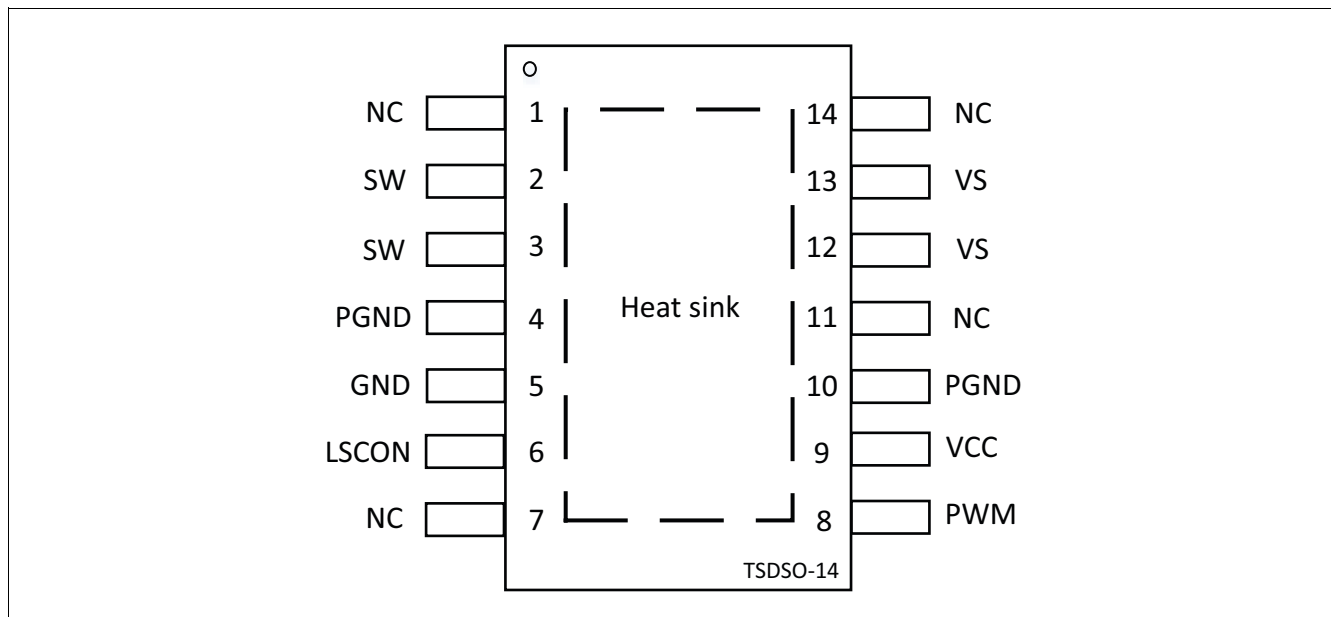 NC 1 14 NC
SW 2 13 VS
SW 3 12 VS
PGND 4 Heat sink 11 NC
GND 5 10 PGND
LSCON 6 9 VCC
NC 7 8 PWM
TSDSO-14